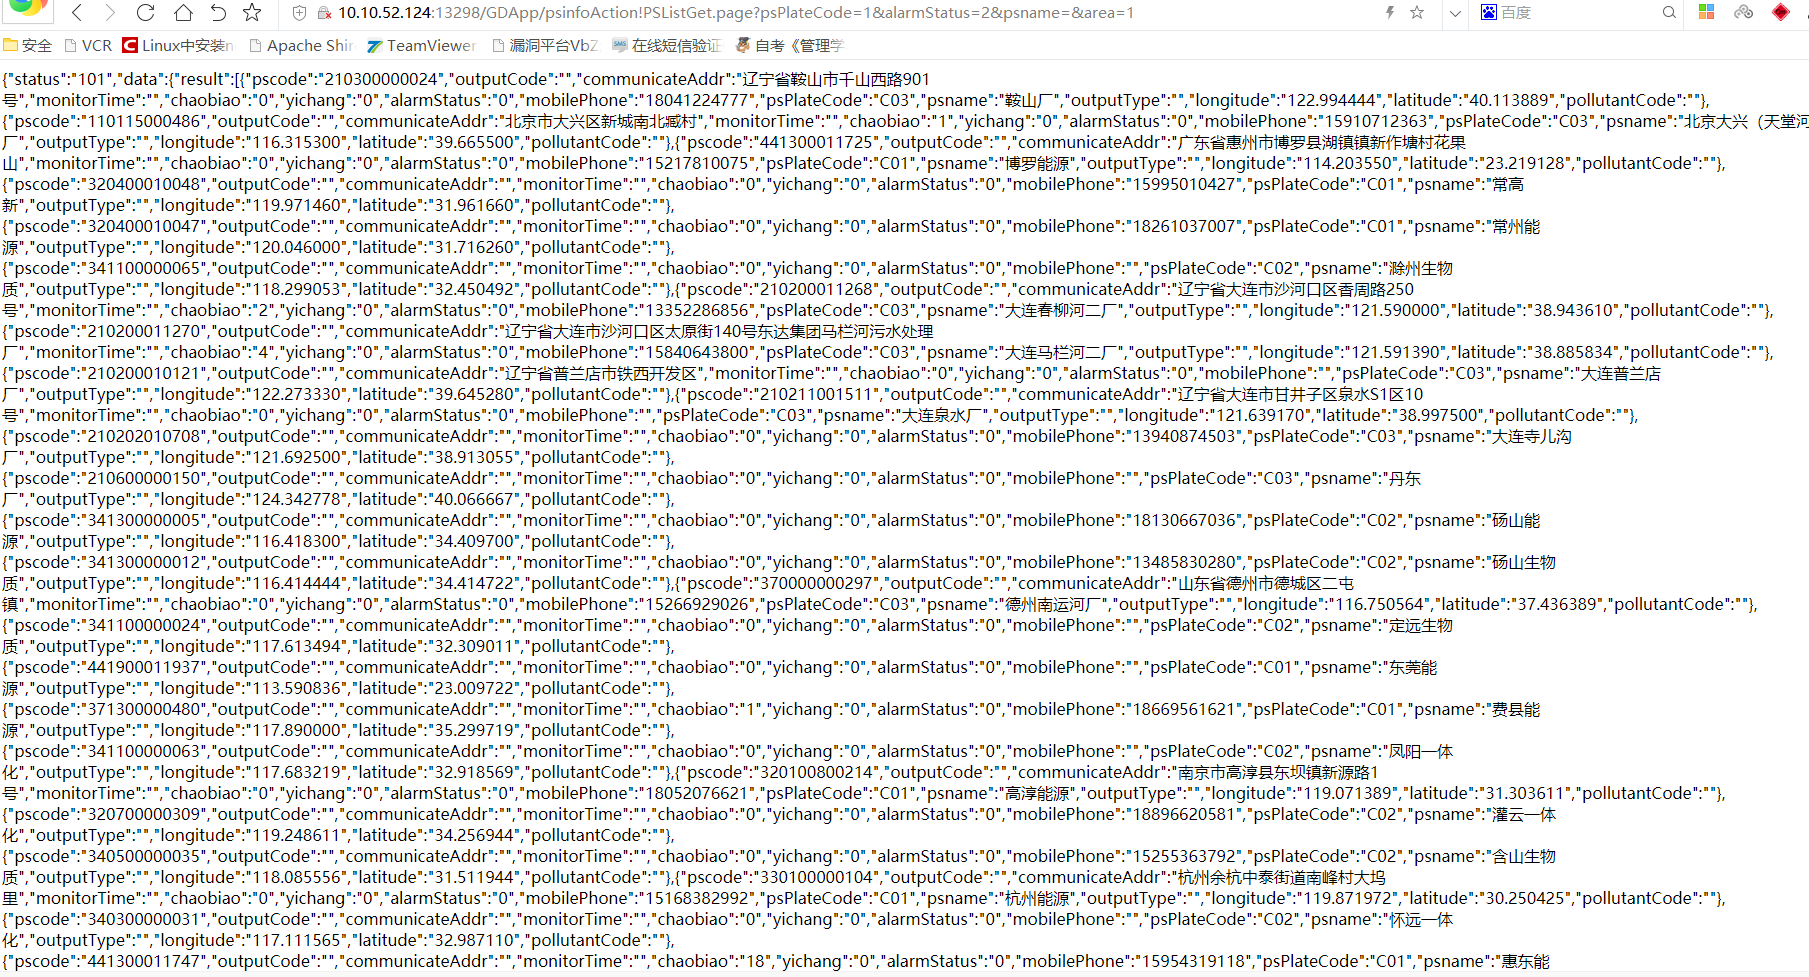 10.10.52.124:13298/GDApp/psinfoAction!PSListGet.page?psPlateCode=1&alarmStatus=2&psname=&area=1
百度
安全 VCR Linux中安装n Apache Shir TeamViewer 漏洞平台VbZ 在线短信验证 自考《管理学
{"status":"101","data":{"result":[{"pscode":"210300000024","outputCode":"","communicateAddr":"辽宁省鞍山市千山西路901
号","monitorTime":"","chaobiao":"0","yichang":"0","alarmStatus":"0","mobilePhone":"18041224777","psPlateCode":"C03","psname":"鞍山厂","outputType":"","longitude":"122.994444","latitude":"40.113889","pollutantCode":""},
{"pscode":"110115000486","outputCode":"","communicateAddr":"北京市大兴区新城南北臧村","monitorTime":"","chaobiao":"1","yichang":"0","alarmStatus":"0","mobilePhone":"15910712363","psPlateCode":"C03","psname":"北京大兴（天堂河
厂","outputType":"","longitude":"116.315300","latitude":"39.665500","pollutantCode":""},{"pscode":"441300011725","outputCode":"","communicateAddr":"广东省惠州市博罗县湖镇镇新作塘村花果
山","monitorTime":"","chaobiao":"0","yichang":"0","alarmStatus":"0","mobilePhone":"15217810075","psPlateCode":"C01","psname":"博罗能源","outputType":"","longitude":"114.203550","latitude":"23.219128","pollutantCode":""},
{"pscode":"320400010048","outputCode":"","communicateAddr":"","monitorTime":"","chaobiao":"0","yichang":"0","alarmStatus":"0","mobilePhone":"15995010427","psPlateCode":"C01","psname":"常高
新","outputType":"","longitude":"119.971460","latitude":"31.961660","pollutantCode":""},
{"pscode":"320400010047","outputCode":"","communicateAddr":"","monitorTime":"","chaobiao":"0","yichang":"0","alarmStatus":"0","mobilePhone":"18261037007","psPlateCode":"C01","psname":"常州能
源","outputType":"","longitude":"120.046000","latitude":"31.716260","pollutantCode":""},
{"pscode":"341100000065","outputCode":"","communicateAddr":"","monitorTime":"","chaobiao":"0","yichang":"0","alarmStatus":"0","mobilePhone":"","psPlateCode":"C02","psname":"滁州生物
质","outputType":"","longitude":"118.299053","latitude":"32.450492","pollutantCode":""},{"pscode":"210200011268","outputCode":"","communicateAddr":"辽宁省大连市沙河口区香周路250
号","monitorTime":"","chaobiao":"2","yichang":"0","alarmStatus":"0","mobilePhone":"13352286856","psPlateCode":"C03","psname":"大连春柳河二厂","outputType":"","longitude":"121.590000","latitude":"38.943610","pollutantCode":""},
{"pscode":"210200011270","outputCode":"","communicateAddr":"辽宁省大连市沙河口区太原街140号东达集团马栏河污水处理
厂","monitorTime":"","chaobiao":"4","yichang":"0","alarmStatus":"0","mobilePhone":"15840643800","psPlateCode":"C03","psname":"大连马栏河二厂","outputType":"","longitude":"121.591390","latitude":"38.885834","pollutantCode":""},
{"pscode":"210200010121","outputCode":"","communicateAddr":"辽宁省普兰店市铁西开发区","monitorTime":"","chaobiao":"0","yichang":"0","alarmStatus":"0","mobilePhone":"","psPlateCode":"C03","psname":"大连普兰店
厂","outputType":"","longitude":"122.273330","latitude":"39.645280","pollutantCode":""},{"pscode":"210211001511","outputCode":"","communicateAddr":"辽宁省大连市甘井子区泉水S1区10
号","monitorTime":"","chaobiao":"0","yichang":"0","alarmStatus":"0","mobilePhone":"","psPlateCode":"C03","psname":"大连泉水厂","outputType":"","longitude":"121.639170","latitude":"38.997500","pollutantCode":""},
{"pscode":"210202010708","outputCode":"","communicateAddr":"","monitorTime":"","chaobiao":"0","yichang":"0","alarmStatus":"0","mobilePhone":"13940874503","psPlateCode":"C03","psname":"大连寺儿沟
厂","outputType":"","longitude":"121.692500","latitude":"38.913055","pollutantCode":""},
{"pscode":"210600000150","outputCode":"","communicateAddr":"","monitorTime":"","chaobiao":"0","yichang":"0","alarmStatus":"0","mobilePhone":"","psPlateCode":"C03","psname":"丹东
厂","outputType":"","longitude":"124.342778","latitude":"40.066667","pollutantCode":""},
{"pscode":"341300000005","outputCode":"","communicateAddr":"","monitorTime":"","chaobiao":"0","yichang":"0","alarmStatus":"0","mobilePhone":"18130667036","psPlateCode":"C02","psname":"砀山能
源","outputType":"","longitude":"116.418300","latitude":"34.409700","pollutantCode":""},
{"pscode":"341300000012","outputCode":"","communicateAddr":"","monitorTime":"","chaobiao":"0","yichang":"0","alarmStatus":"0","mobilePhone":"13485830280","psPlateCode":"C02","psname":"砀山生物
质","outputType":"","longitude":"116.414444","latitude":"34.414722","pollutantCode":""},{"pscode":"370000000297","outputCode":"","communicateAddr":"山东省德州市德城区二屯
镇","monitorTime":"","chaobiao":"0","yichang":"0","alarmStatus":"0","mobilePhone":"15266929026","psPlateCode":"C03","psname":"德州南运河厂","outputType":"","longitude":"116.750564","latitude":"37.436389","pollutantCode":""},
{"pscode":"341100000024","outputCode":"","communicateAddr":"","monitorTime":"","chaobiao":"0","yichang":"0","alarmStatus":"0","mobilePhone":"","psPlateCode":"C02","psname":"定远生物
质","outputType":"","longitude":"117.613494","latitude":"32.309011","pollutantCode":""},
{"pscode":"441900011937","outputCode":"","communicateAddr":"","monitorTime":"","chaobiao":"0","yichang":"0","alarmStatus":"0","mobilePhone":"","psPlateCode":"C01","psname":"东莞能
源","outputType":"","longitude":"113.590836","latitude":"23.009722","pollutantCode":""},
{"pscode":"371300000480","outputCode":"","communicateAddr":"","monitorTime":"","chaobiao":"1","yichang":"0","alarmStatus":"0","mobilePhone":"18669561621","psPlateCode":"C01","psname":"费县能
源","outputType":"","longitude":"117.890000","latitude":"35.299719","pollutantCode":""},
{"pscode":"341100000063","outputCode":"","communicateAddr":"","monitorTime":"","chaobiao":"0","yichang":"0","alarmStatus":"0","mobilePhone":"","psPlateCode":"C02","psname":"凤阳一体
化","outputType":"","longitude":"117.683219","latitude":"32.918569","pollutantCode":""},{"pscode":"320100800214","outputCode":"","communicateAddr":"南京市高淳县东坝镇新源路1
号","monitorTime":"","chaobiao":"0","yichang":"0","alarmStatus":"0","mobilePhone":"18052076621","psPlateCode":"C01","psname":"高淳能源","outputType":"","longitude":"119.071389","latitude":"31.303611","pollutantCode":""},
{"pscode":"320700000309","outputCode":"","communicateAddr":"","monitorTime":"","chaobiao":"0","yichang":"0","alarmStatus":"0","mobilePhone":"18896620581","psPlateCode":"C02","psname":"灌云一体
化","outputType":"","longitude":"119.248611","latitude":"34.256944","pollutantCode":""},
{"pscode":"340500000035","outputCode":"","communicateAddr":"","monitorTime":"","chaobiao":"0","yichang":"0","alarmStatus":"0","mobilePhone":"15255363792","psPlateCode":"C02","psname":"含山生物
质","outputType":"","longitude":"118.085556","latitude":"31.511944","pollutantCode":""},{"pscode":"330100000104","outputCode":"","communicateAddr":"杭州余杭中泰街道南峰村大坞
里","monitorTime":"","chaobiao":"0","yichang":"0","alarmStatus":"0","mobilePhone":"15168382992","psPlateCode":"C01","psname":"杭州能源","outputType":"","longitude":"119.871972","latitude":"30.250425","pollutantCode":""},
{"pscode":"340300000031","outputCode":"","communicateAddr":"","monitorTime":"","chaobiao":"0","yichang":"0","alarmStatus":"0","mobilePhone":"","psPlateCode":"C02","psname":"怀远一体
化","outputType":"","longitude":"117.111565","latitude":"32.987110","pollutantCode":""},
{"pscode":"441300011747","outputCode":"","communicateAddr":"","monitorTime":"","chaobiao":"18","yichang":"0","alarmStatus":"0","mobilePhone":"15954319118","psPlateCode":"C01","psname":"惠东能